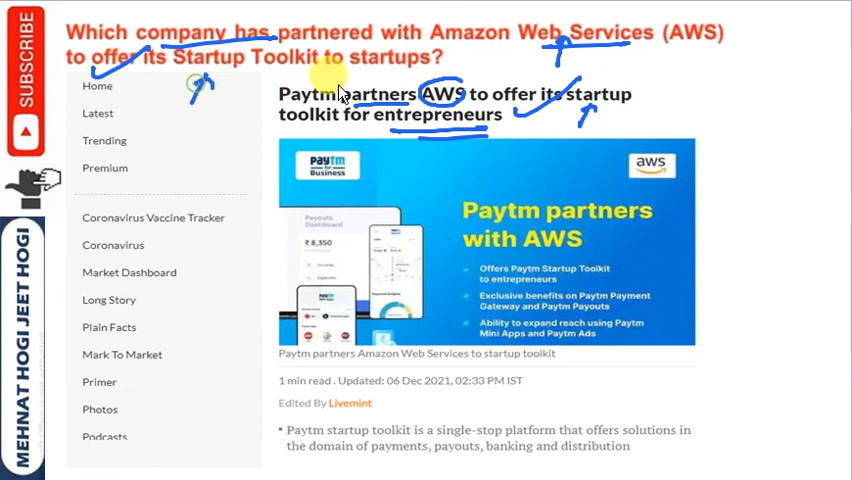 Which company has partnered with Amazon Web Services (AWS)
to offer its Startup Toolkit to startups?
SUBSCRIBE
MEHNAT HOGI JEET HOGI
Home
Latest
Trending
Premium
Coronavirus Vaccine Tracker
Coronavirus
Market Dashboard
Long Story
Plain Facts
Mark To Market
Primer
Photos
Podcasts
Paytm partners AWS to offer its startup
toolkit for entrepreneurs
paytm
for
Business
aws
Payouts
Dashboard
₹ 8,350
Paytm partners
with AWS
Offers Paytm Startup Toolkit
to entrepreneurs
Exclusive benefits on Paytm Payment
Gateway and Paytm Payouts
Ability to expand reach using Paytm
Mini Apps and Paytm Ads
Paytm partners Amazon Web Services to startup toolkit
1 min read . Updated: 06 Dec 2021, 02:33 PM IST
Edited By Livemint
• Paytm startup toolkit is a single-stop platform that offers solutions in
the domain of payments, payouts, banking and distribution